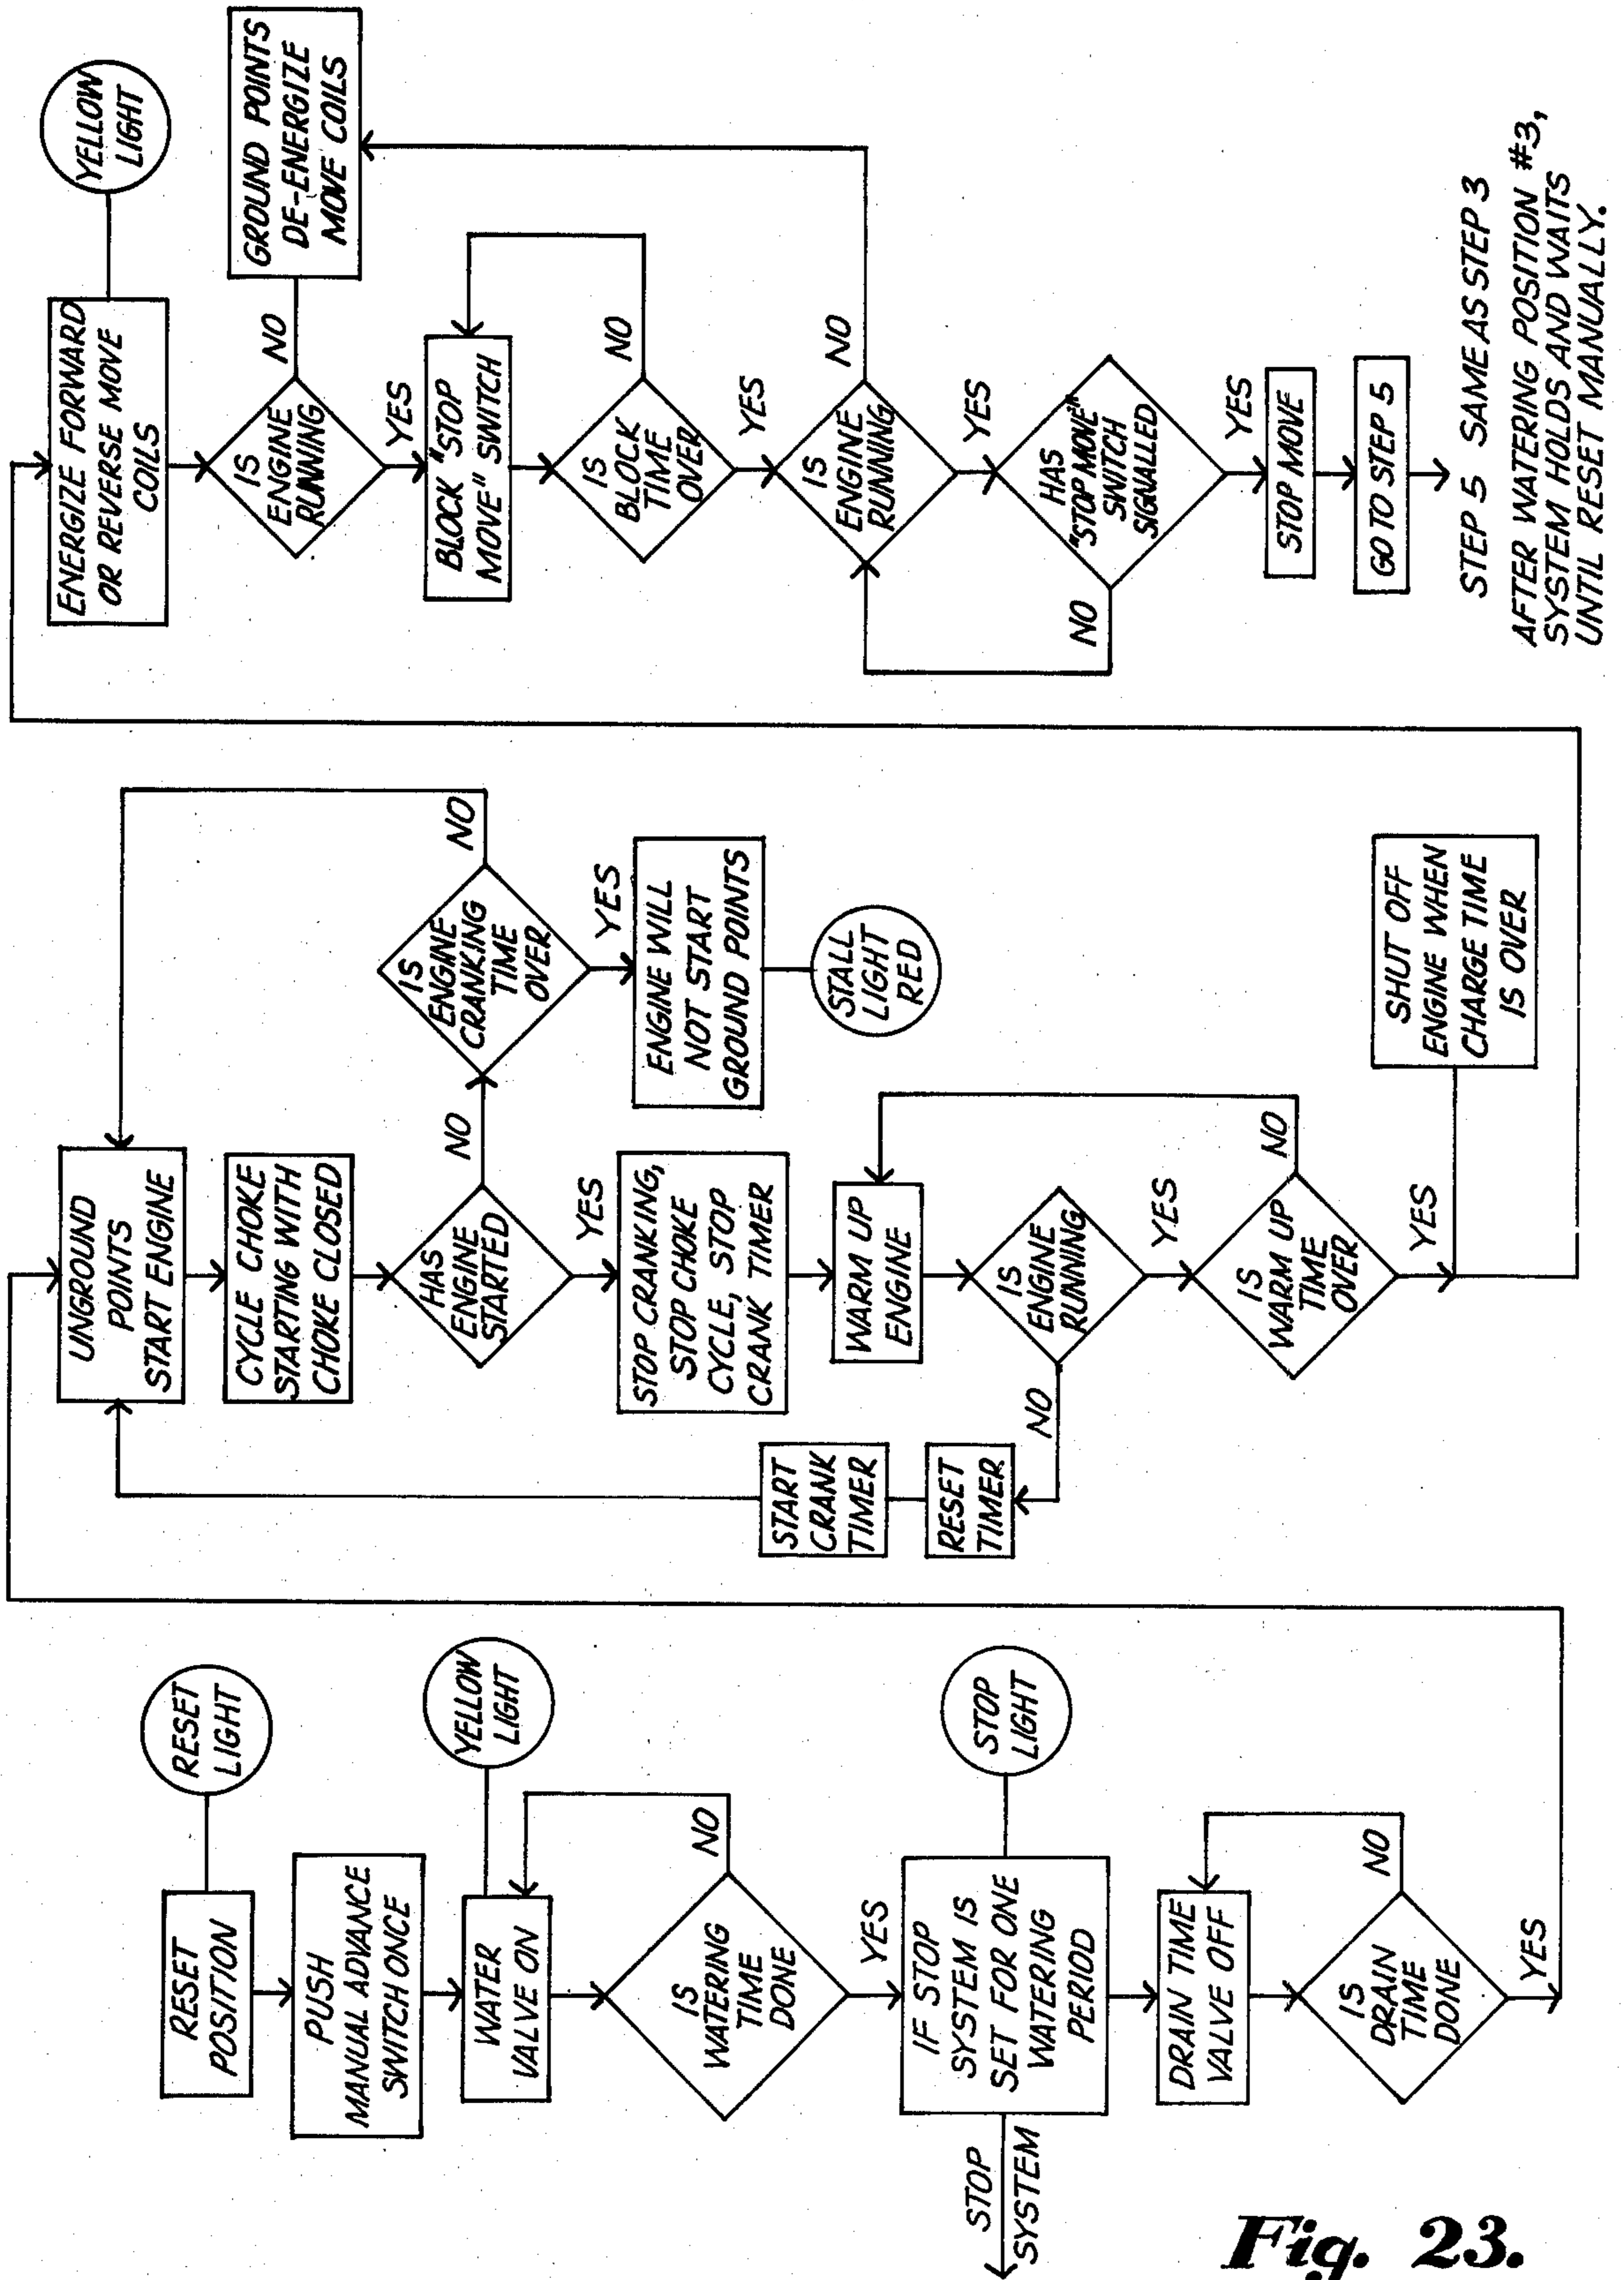 RESET
POSITION
RESET
LIGHT
PUSH
MANUAL ADVANCE
SWITCH ONCE
WATER
VALVE ON
YELLOW
LIGHT
IS
WATERING
TIME
DONE
NO
YES
IF STOP
SYSTEM IS
SET FOR ONE
WATERING
PERIOD
STOP
LIGHT
STOP
SYSTEM
DRAIN TIME
VALVE OFF
IS
DRAIN
TIME
DONE
NO
YES
UNGROUND
POINTS
START ENGINE
CYCLE CHOKE
STARTING WITH
CHOKE CLOSED
HAS
ENGINE
STARTED
NO
IS
ENGINE
CRANKING
TIME
OVER
NO
YES
ENGINE WILL
NOT START
GROUND POINTS
STALL
LIGHT
RED
YES
STOP CRANKING,
STOP CHOKE
CYCLE, STOP
CRANK TIMER
WARM UP
ENGINE
START
CRANK
TIMER
RESET
TIMER
NO
IS
ENGINE
RUNNING
YES
IS
WARM UP
TIME
OVER
NO
YES
SHUT OFF
ENGINE WHEN
CHARGE TIME
IS OVER
ENERGIZE FORWARD
OR REVERSE MOVE
COILS
YELLOW
LIGHT
IS
ENGINE
RUNNING
NO
GROUND POINTS
DE-ENERGIZE
MOVE COILS
YES
BLOCK "STOP
MOVE" SWITCH
IS
BLOCK
TIME
OVER
NO
YES
IS
ENGINE
RUNNING
NO
YES
HAS
"STOP MOVE"
SWITCH
SIGNALLED
NO
YES
STOP MOVE
GO TO STEP 5
STEP 5 SAME AS STEP 3
AFTER WATERING POSITION #3,
SYSTEM HOLDS AND WAITS
UNTIL RESET MANUALLY.
Fig. 23.